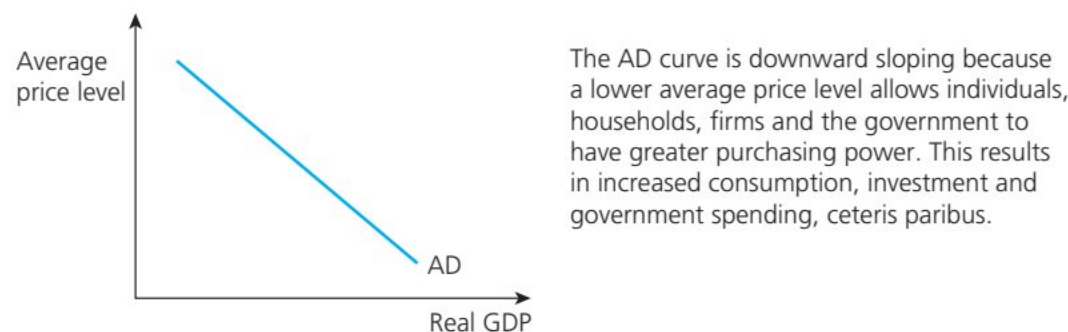 Average
price level
AD
Real GDP
The AD curve is downward sloping because
a lower average price level allows individuals,
households, firms and the government to
have greater purchasing power. This results
in increased consumption, investment and
government spending, ceteris paribus.